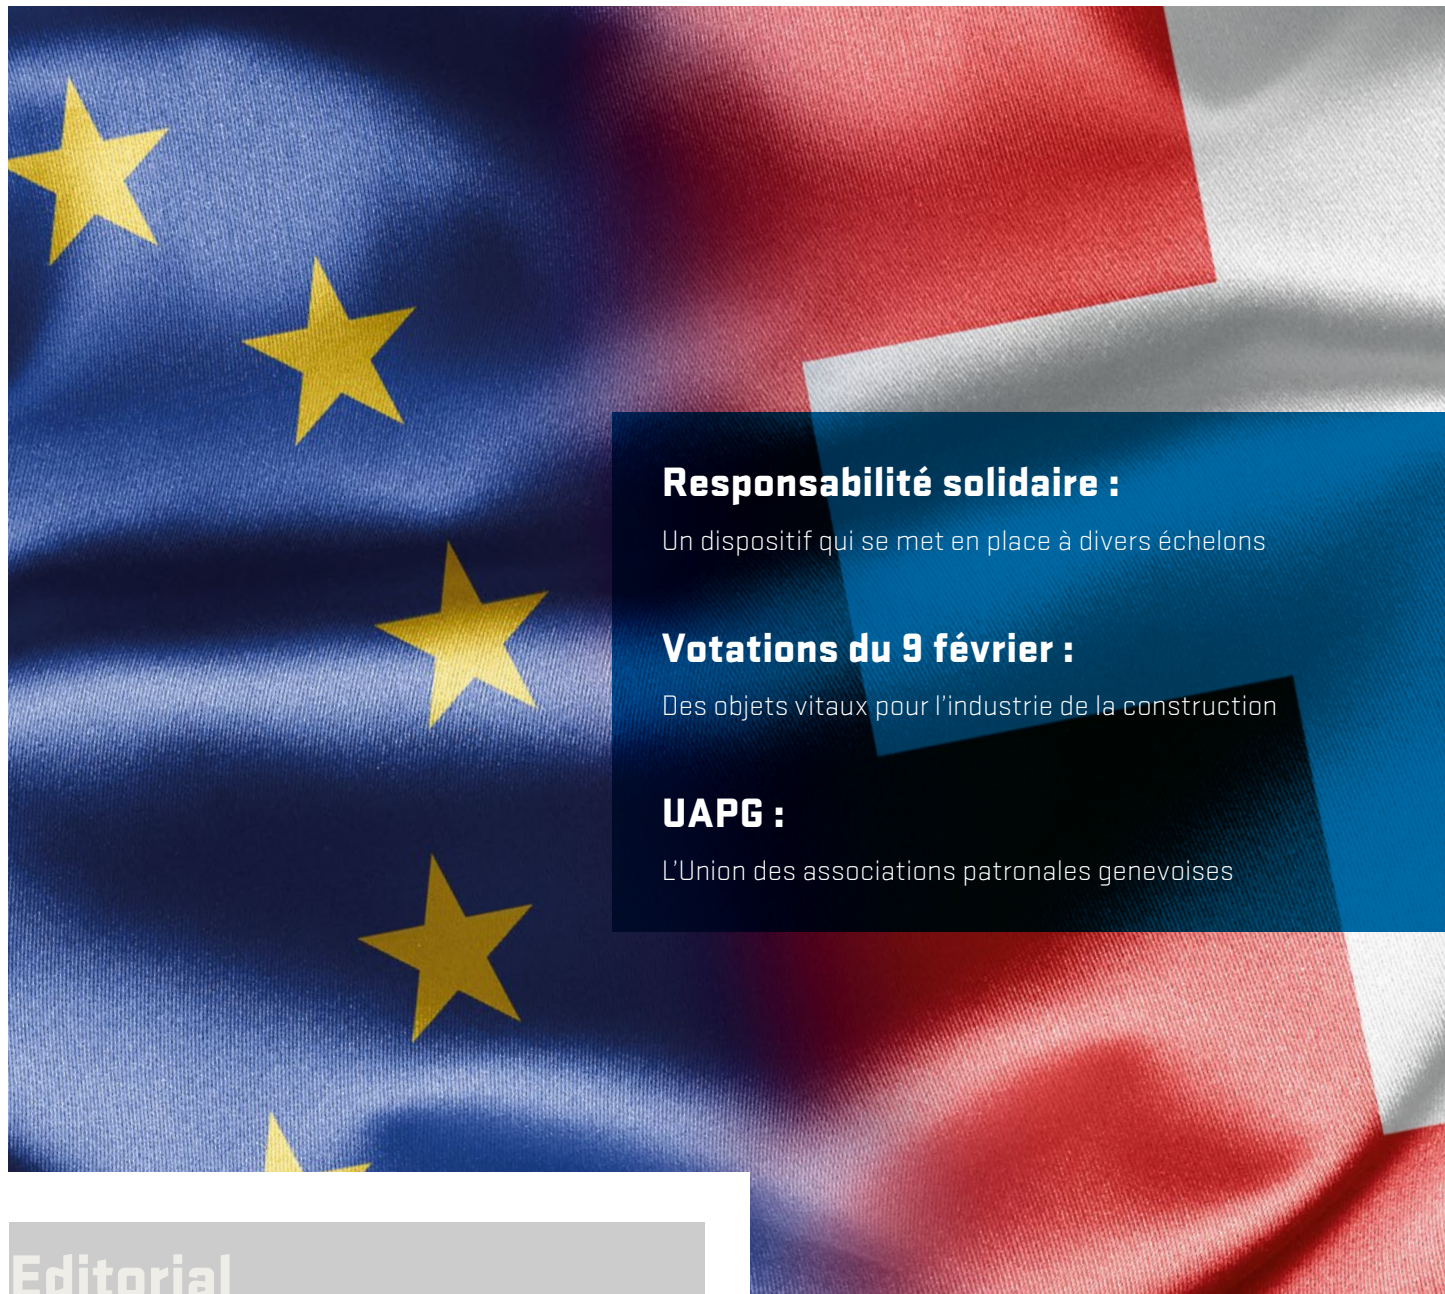 Responsabilité solidaire :
Un dispositif qui se met en place à divers échelons
Votations du 9 février :
Des objets vitaux pour l'industrie de la construction
UAPG :
L'Union des associations patronales genevoises
Editorial